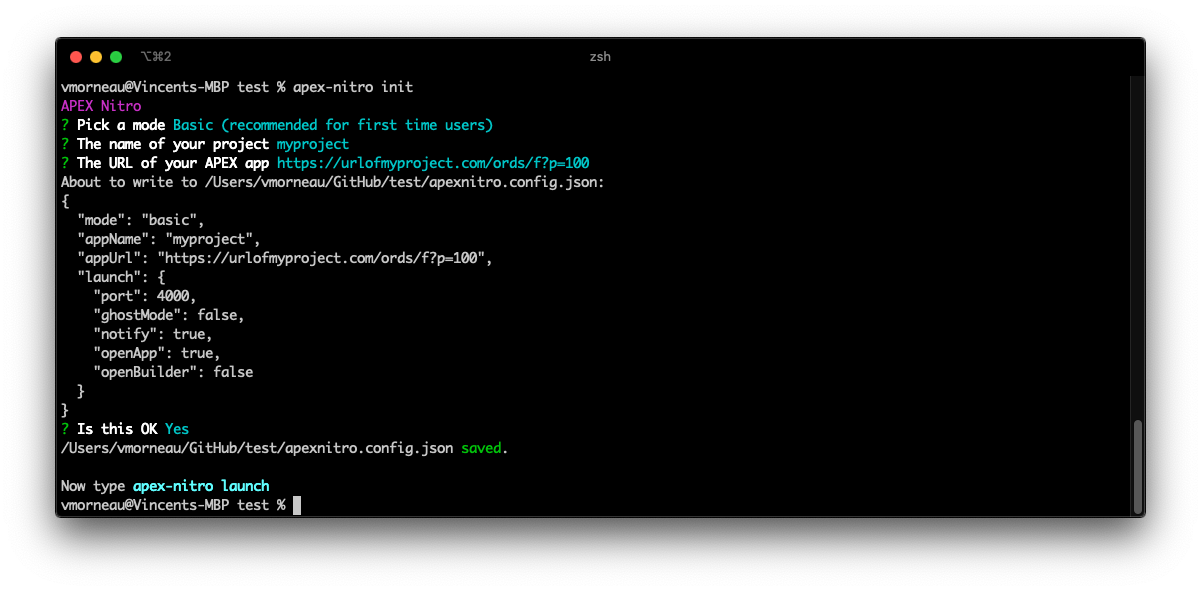 ⌥⌘2 zsh
vmorneau@Vincents-MBP test % apex-nitro init
APEX Nitro
? Pick a mode Basic (recommended for first time users)
? The name of your project myproject
? The URL of your APEX app https://urlofmyproject.com/ords/f?p=100
About to write to /Users/vmorneau/GitHub/test/apexnitro.config.json:
{
  "mode": "basic",
  "appName": "myproject",
  "appUrl": "https://urlofmyproject.com/ords/f?p=100",
  "launch": {
    "port": 4000,
    "ghostMode": false,
    "notify": true,
    "openApp": true,
    "openBuilder": false
  }
}
? Is this OK Yes
/Users/vmorneau/GitHub/test/apexnitro.config.json saved.
Now type apex-nitro launch
vmorneau@Vincents-MBP test %